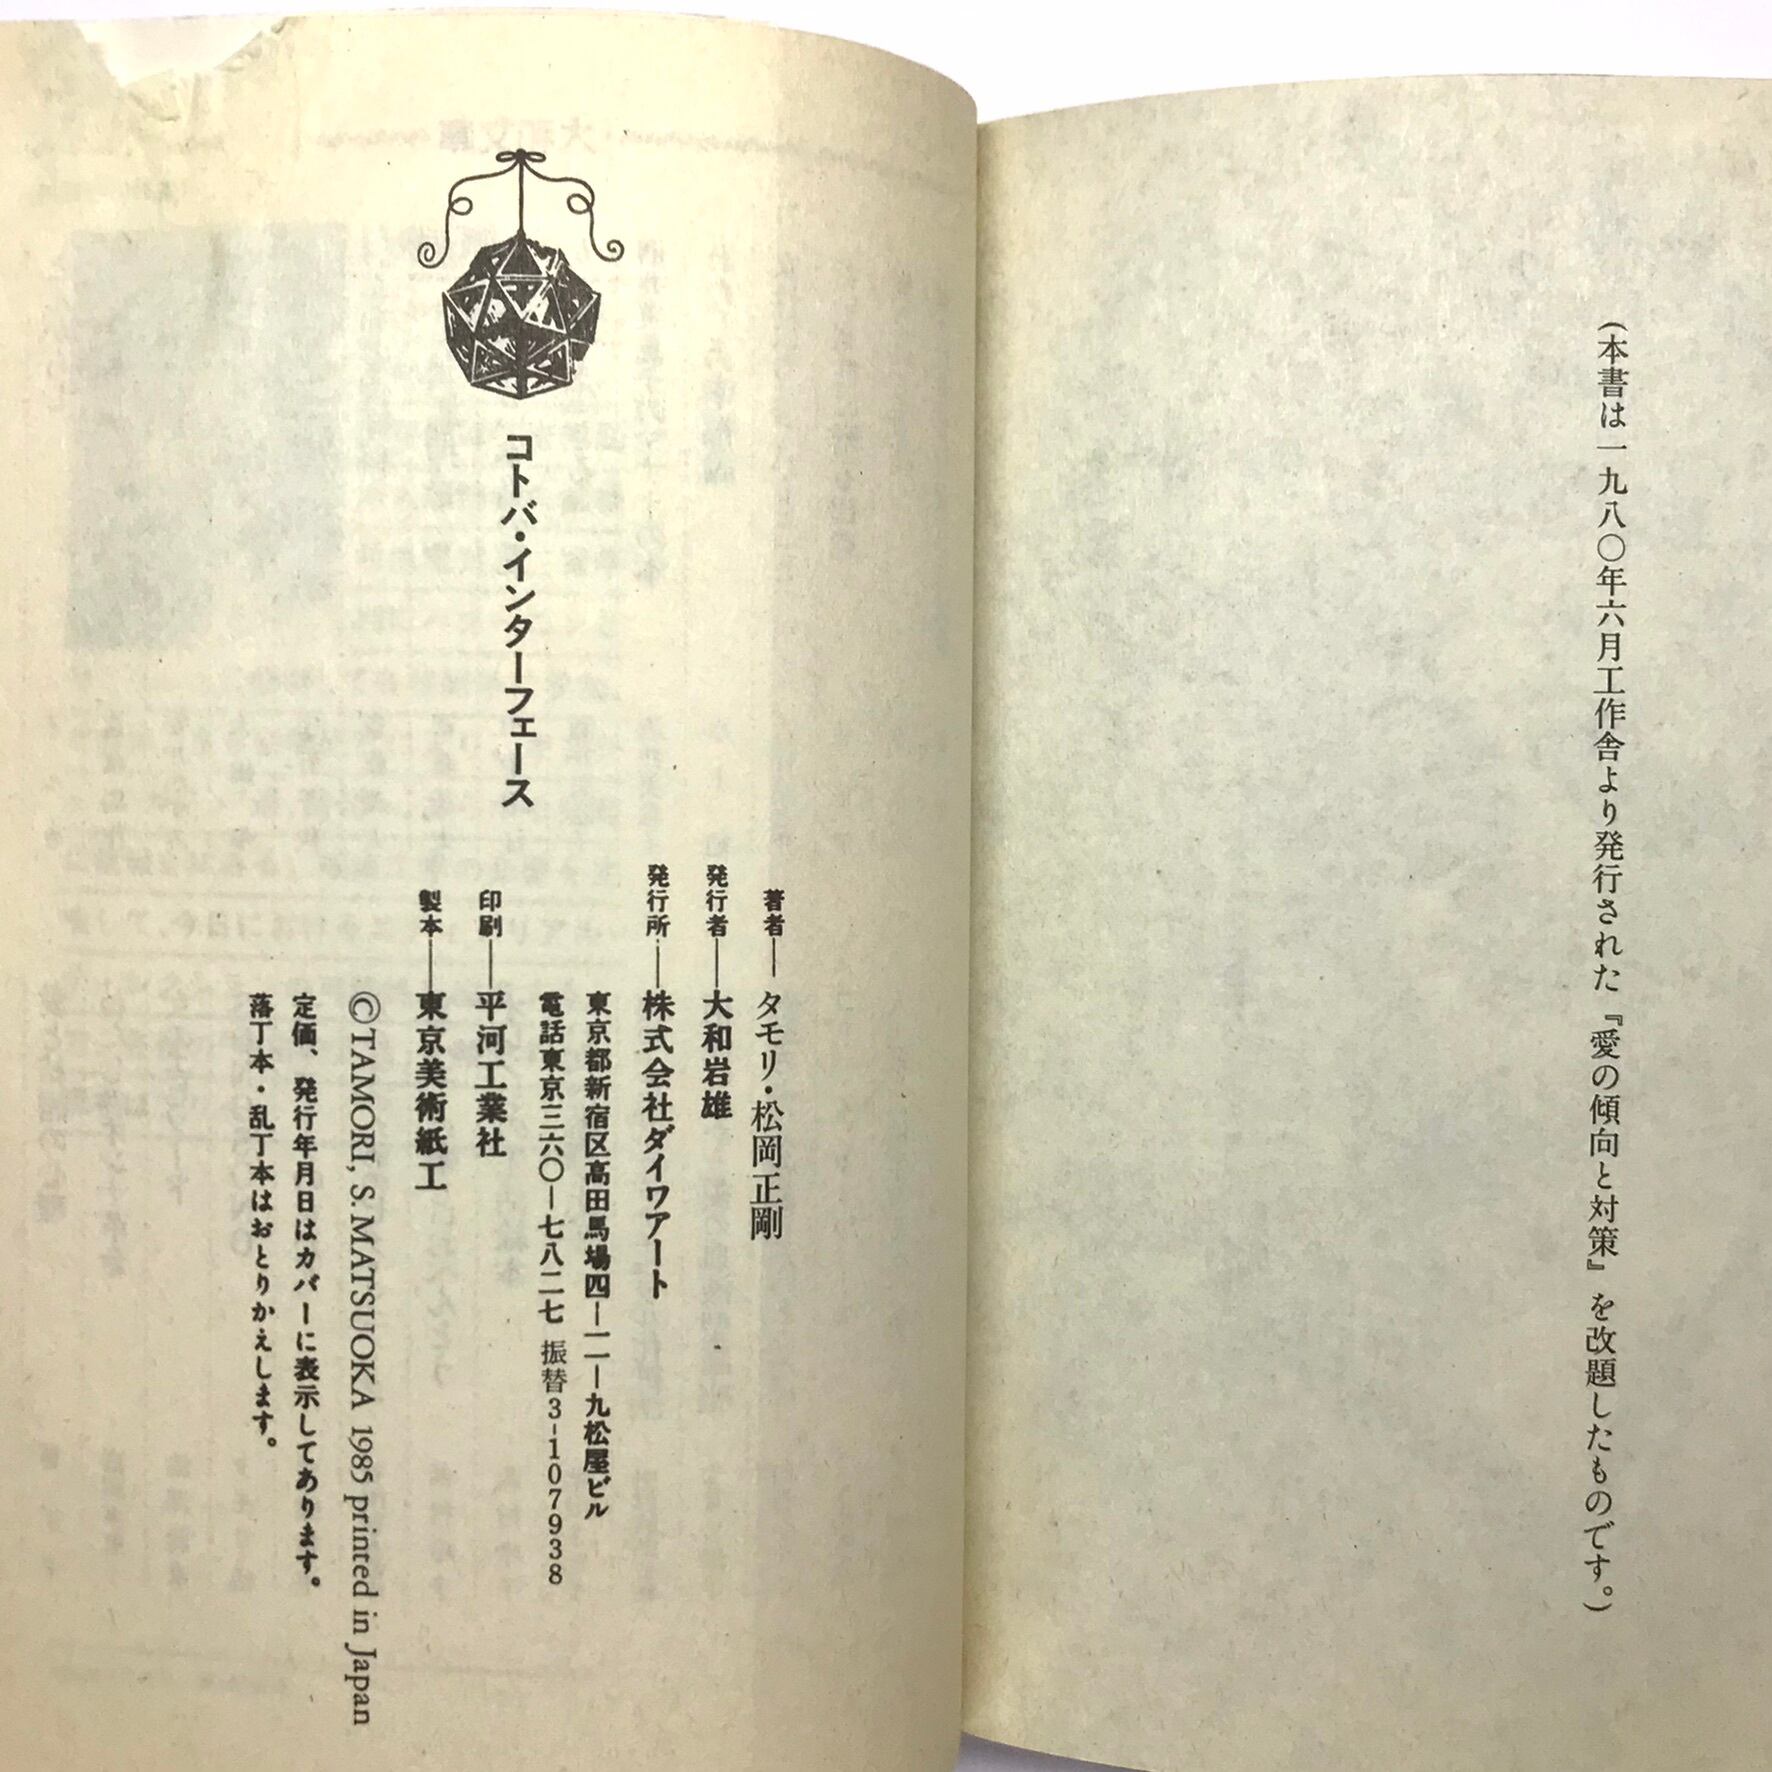 (本書は一九八〇年六月工作舎より発行された『愛の傾向と対策』を改題したものです。)
コトバ・インターフェース
著者―タモリ・松岡正剛
発行者―大和岩雄
発行所―株式会社ダイワアート
東京都新宿区高田馬場四―一一―九松屋ビル
電話東京三六〇―七八二七 振替3-107938
印刷―平河工業社
製本―東京美術紙工
©TAMORI, S. MATSUOKA 1985 printed in Japan
定価、発行年月日はカバーに表示してあります。
落丁本・乱丁本はおとりかえします。